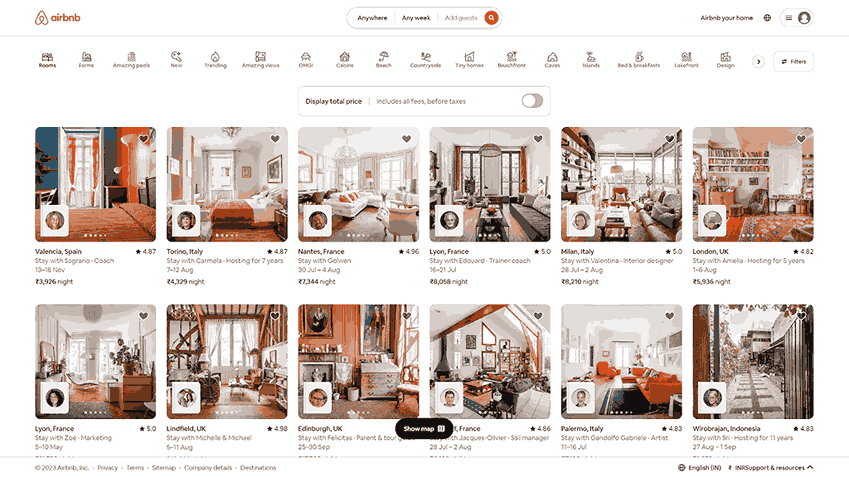 airbnb
Anywhere
Any week
Add guests
Airbnb your home
Rooms
Farms
Amazing pools
New
Trending
Amazing views
OMG!
Cabins
Beach
Countryside
Tiny homes
Beachfront
Caves
Islands
Bed & breakfasts
Lakefront
Design
Filters
Display total price
Includes all fees, before taxes
Valencia, Spain ★ 4.87
Stay with Sagrario · Coach
13–18 Nov
₹3,926 night
Torino, Italy ★ 4.87
Stay with Carmela · Hosting for 7 years
7–12 Aug
₹4,329 night
Nantes, France ★ 4.96
Stay with Golwen
30 Jul – 4 Aug
₹7,344 night
Lyon, France ★ 5.0
Stay with Edouard · Trainer coach
16–21 Jul
₹8,058 night
Milan, Italy ★ 5.0
Stay with Valentina · Interior designer
28 Jul – 2 Aug
₹8,210 night
London, UK ★ 4.82
Stay with Amelia · Hosting for 5 years
1–6 Aug
₹5,936 night
Lyon, France ★ 5.0
Stay with Zoé · Marketing
5–10 May
Lindfield, UK ★ 4.98
Stay with Michelle & Michael
5–11 Aug
Edinburgh, UK
Stay with Felicitas · Parent & tour
25–30 Sep
Show map
, France ★ 4.86
Stay with Jacques-Olivier · Ssil manager
2 Jul
Palermo, Italy ★ 4.83
Stay with Gandolfo Gabriele · Artist
11–16 Jul
Wirobrajan, Indonesia ★ 4.83
Stay with Sri · Hosting for 11 years
27 Aug – 1 Sep
© 2023 Airbnb, Inc. · Privacy · Terms · Sitemap · Company details · Destinations
English (IN) ₹ INRSupport & resources